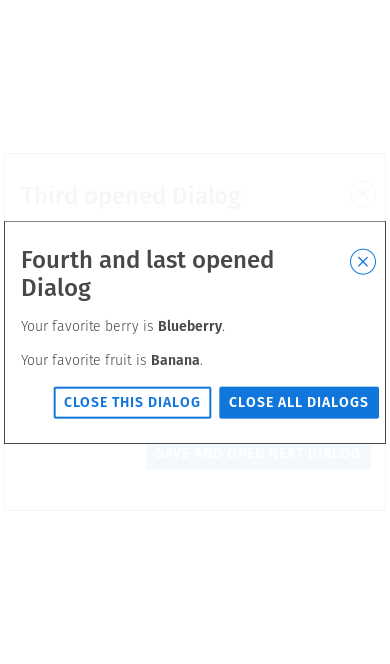 Third opened Dialog
Fourth and last opened
Dialog
Your favorite berry is Blueberry.
Your favorite fruit is Banana.
CLOSE THIS DIALOG
CLOSE ALL DIALOGS
SAVE AND OPEN NEXT DIALOG